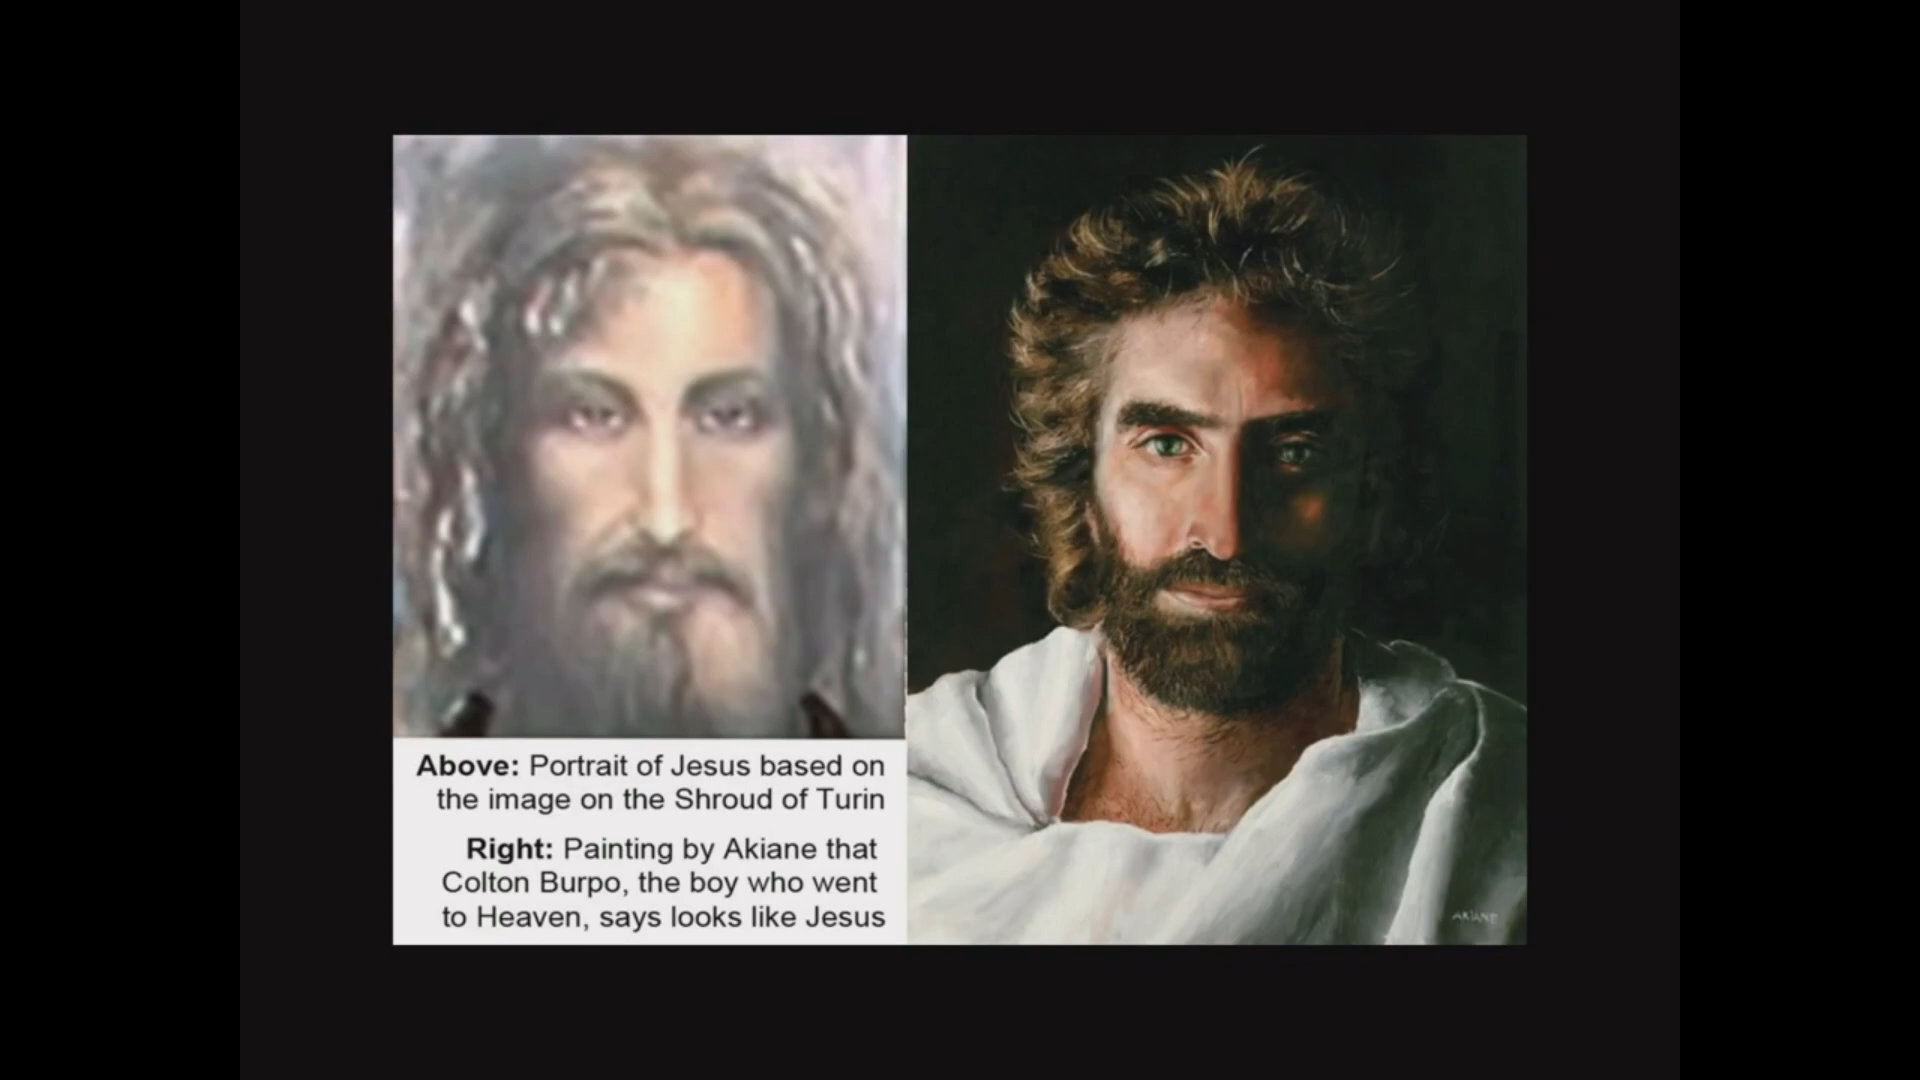 Above: Portrait of Jesus based on
the image on the Shroud of Turin
Right: Painting by Akiane that
Colton Burpo, the boy who went
to Heaven, says looks like Jesus
AKIANE